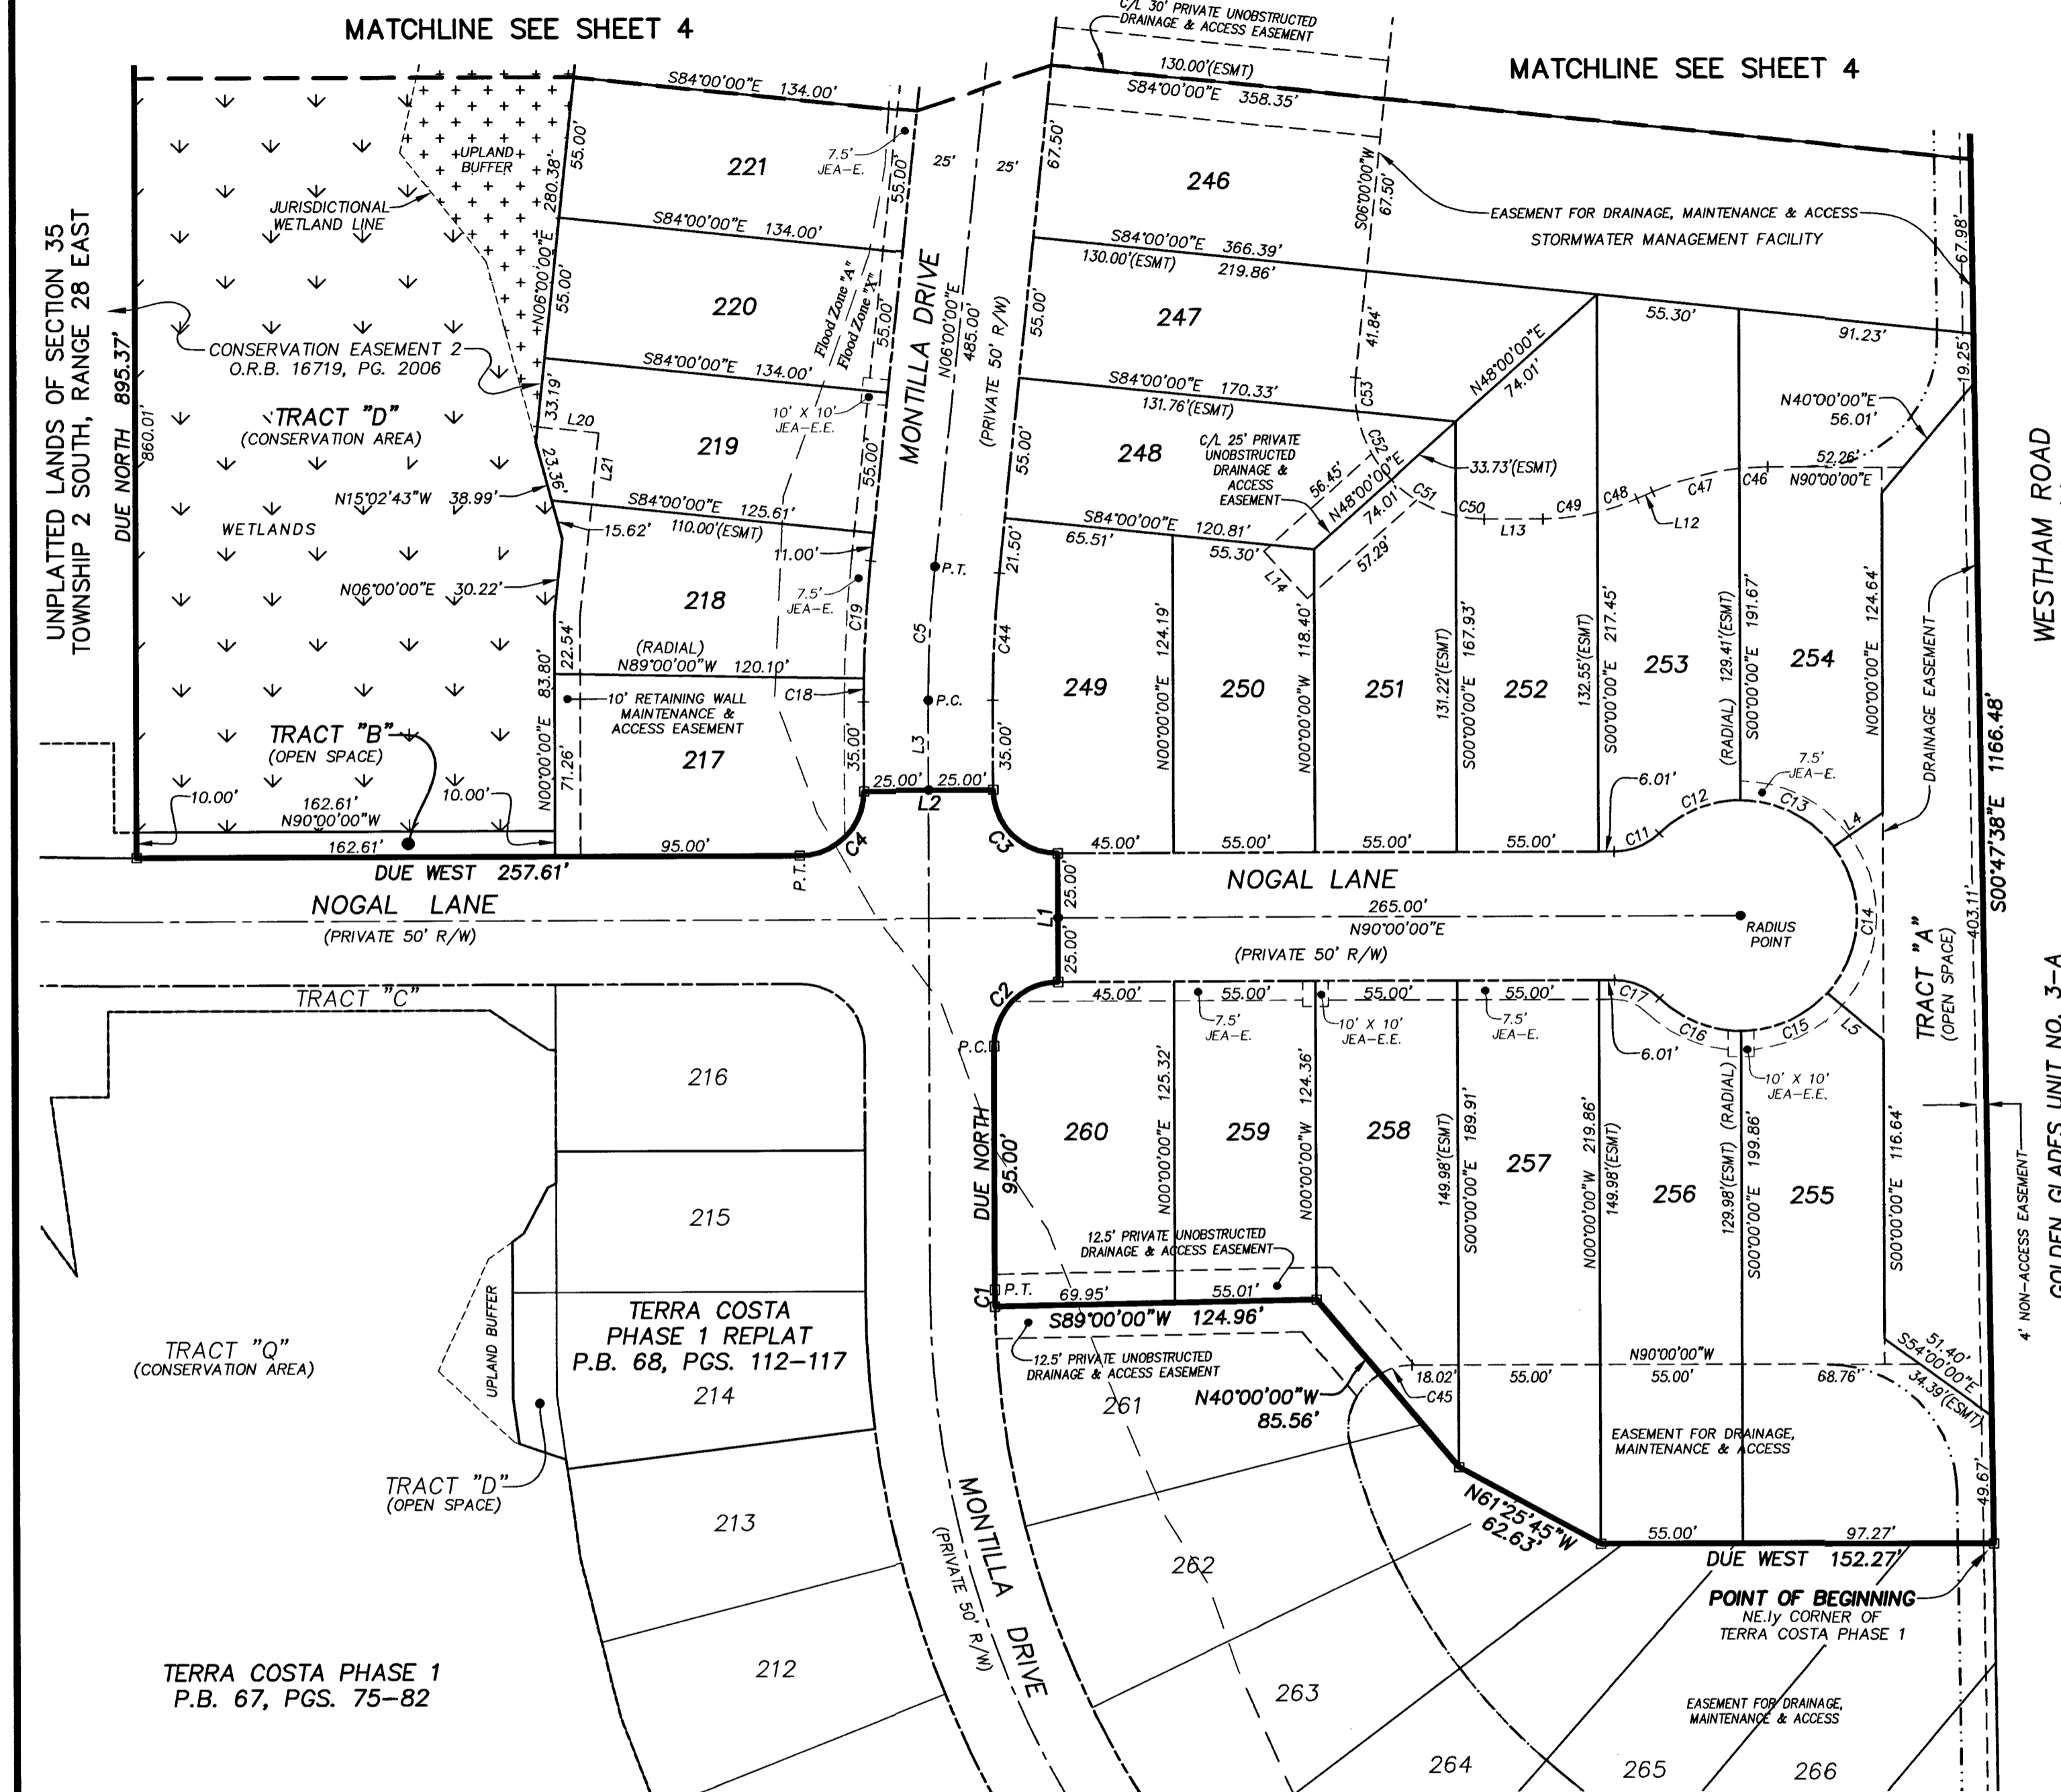 MATCHLINE SEE SHEET 4
C/L 30' PRIVATE UNOBSTRUCTED
DRAINAGE & ACCESS EASEMENT
MATCHLINE SEE SHEET 4
130.00'(ESMT)
S84°00'00"E 358.35'
S84°00'00"E 134.00'
UPLAND
BUFFER
JURISDICTIONAL
WETLAND LINE
N06°00'00"E 280.38'
55.00'
221
7.5'
JEA-E.
55.00'
25'
25'
67.50'
246
S06°00'00"W
67.50'
EASEMENT FOR DRAINAGE, MAINTENANCE & ACCESS
STORMWATER MANAGEMENT FACILITY
67.98'
UNPLATTED LANDS OF SECTION 35
TOWNSHIP 2 SOUTH, RANGE 28 EAST
DUE NORTH 895.37'
860.01'
S84°00'00"E 134.00'
55.00'
220
Flood Zone "A"
Flood Zone "X"
55.00'
MONTILLA DRIVE
N06°00'00"E
485.00'
(PRIVATE 50' R/W)
55.00'
S84°00'00"E 366.39'
130.00'(ESMT) 219.86'
247
41.84'
C53
N48°00'00"E
74.01'
55.30'
91.23'
19.25'
CONSERVATION EASEMENT 2
O.R.B. 16719, PG. 2006
S84°00'00"E 134.00'
33.19'
TRACT "D"
(CONSERVATION AREA)
L20
L21
23.36'
219
10' X 10'
JEA-E.E.
55.00'
55.00'
S84°00'00"E 170.33'
131.76'(ESMT)
248
C/L 25' PRIVATE
UNOBSTRUCTED
DRAINAGE &
ACCESS
EASEMENT
C52
56.45'
N48°00'00"E
74.01'
33.73'(ESMT)
N40°00'00"E
56.01'
52.26'
N90°00'00"E
C51
C50
L13
C49
C48
L12
C47
C46
N15°02'43"W 38.99'
WETLANDS
15.62'
S84°00'00"E 125.61'
110.00'(ESMT)
11.00'
P.T.
21.50'
S84°00'00"E 120.81'
65.51'
55.30'
L14
57.29'
WESTHAM ROAD
N06°00'00"E 30.22'
218
7.5'
JEA-E.
C19
C5
C44
(RADIAL)
N89°00'00"W 120.10'
22.54'
N00°00'00"E 83.80'
71.26'
C18
P.C.
10' RETAINING WALL
MAINTENANCE &
ACCESS EASEMENT
217
35.00'
L3
35.00'
249
N00°00'00"E 124.19'
250
N00°00'00"W 118.40'
251
131.22'(ESMT)
S00°00'00"E 167.93'
252
132.55'(ESMT)
S00°00'00"E 217.45'
253
(RADIAL) 129.41'(ESMT)
S00°00'00"E 191.67'
254
N00°00'00"E 124.64'
DRAINAGE EASEMENT
S00°47'38"E 1166.48'
TRACT "B"
(OPEN SPACE)
10.00'
162.61'
N90°00'00"W
10.00'
162.61'
95.00'
25.00'
25.00'
L2
C4
C3
P.T.
DUE WEST 257.61'
45.00'
55.00'
55.00'
55.00'
6.01'
C11
C12
C13
7.5'
JEA-E.
L4
NOGAL LANE
(PRIVATE 50' R/W)
25.00'
L1
25.00'
NOGAL LANE
265.00'
N90°00'00"E
(PRIVATE 50' R/W)
RADIUS
POINT
C14
TRACT "A"
(OPEN SPACE)
403.11'
GOLDEN GLADES UNIT NO. 3-A
TRACT "C"
C2
45.00'
55.00'
55.00'
55.00'
7.5'
JEA-E.
10' X 10'
JEA-E.E.
7.5'
JEA-E.
C17
6.01'
C16
C15
L5
10' X 10'
JEA-E.E.
P.C.
216
DUE NORTH
95.00'
260
N00°00'00"E 125.32'
259
N00°00'00"W 124.36'
258
149.98'(ESMT)
S00°00'00"E 189.91'
257
N00°00'00"W 219.86'
149.98'(ESMT)
256
129.98'(ESMT) (RADIAL)
S00°00'00"E 199.86'
255
S00°00'00"E 116.64'
4' NON-ACCESS EASEMENT
215
12.5' PRIVATE UNOBSTRUCTED
DRAINAGE & ACCESS EASEMENT
C1
P.T.
69.95'
55.01'
S89°00'00"W 124.96'
12.5' PRIVATE UNOBSTRUCTED
DRAINAGE & ACCESS EASEMENT
UPLAND BUFFER
TERRA COSTA
PHASE 1 REPLAT
P.B. 68, PGS. 112-117
214
TRACT "Q"
(CONSERVATION AREA)
261
N40°00'00"W
85.56'
18.02'
C45
55.00'
N90°00'00"W
55.00'
68.76'
S54°00'00"E
51.40'
34.39'(ESMT)
EASEMENT FOR DRAINAGE,
MAINTENANCE & ACCESS
49.67'
TRACT "D"
(OPEN SPACE)
213
MONTILLA DRIVE
(PRIVATE 50' R/W)
262
N61°25'45"W
62.63'
55.00'
97.27'
DUE WEST 152.27'
POINT OF BEGINNING
NE.ly CORNER OF
TERRA COSTA PHASE 1
TERRA COSTA PHASE 1
P.B. 67, PGS. 75-82
212
263
EASEMENT FOR DRAINAGE,
MAINTENANCE & ACCESS
264
265
266